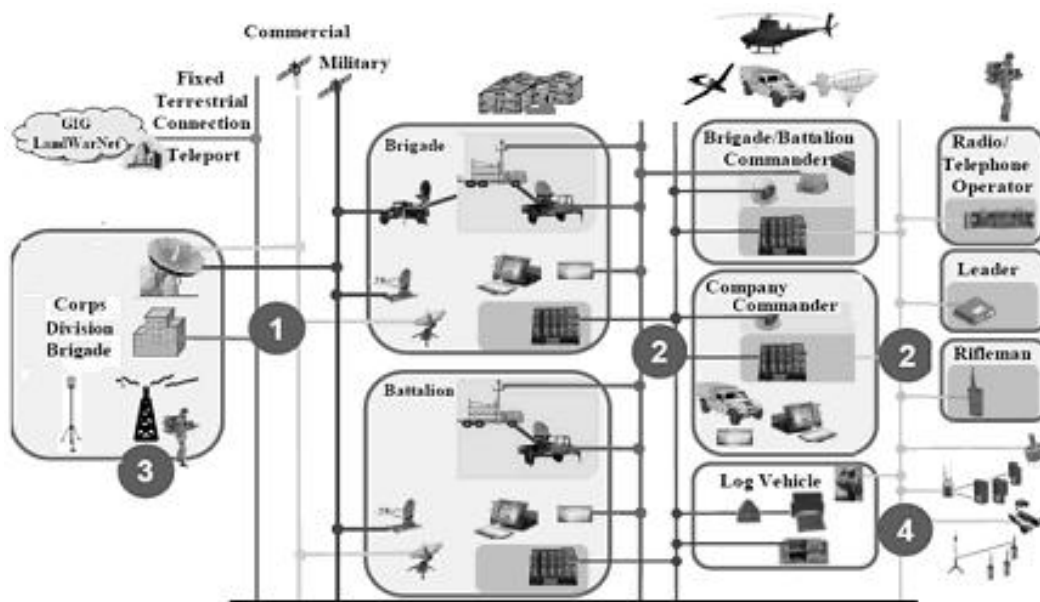 Commercial
Military
Fixed
Terrestrial
Connection
GIG
LandWarNet
Teleport
Corps
Division
Brigade
1
3
Brigade
Battalion
2
Brigade/Battalion
Commander
Company
Commander
Log Vehicle
2
4
Radio/
Telephone
Operator
Leader
Rifleman